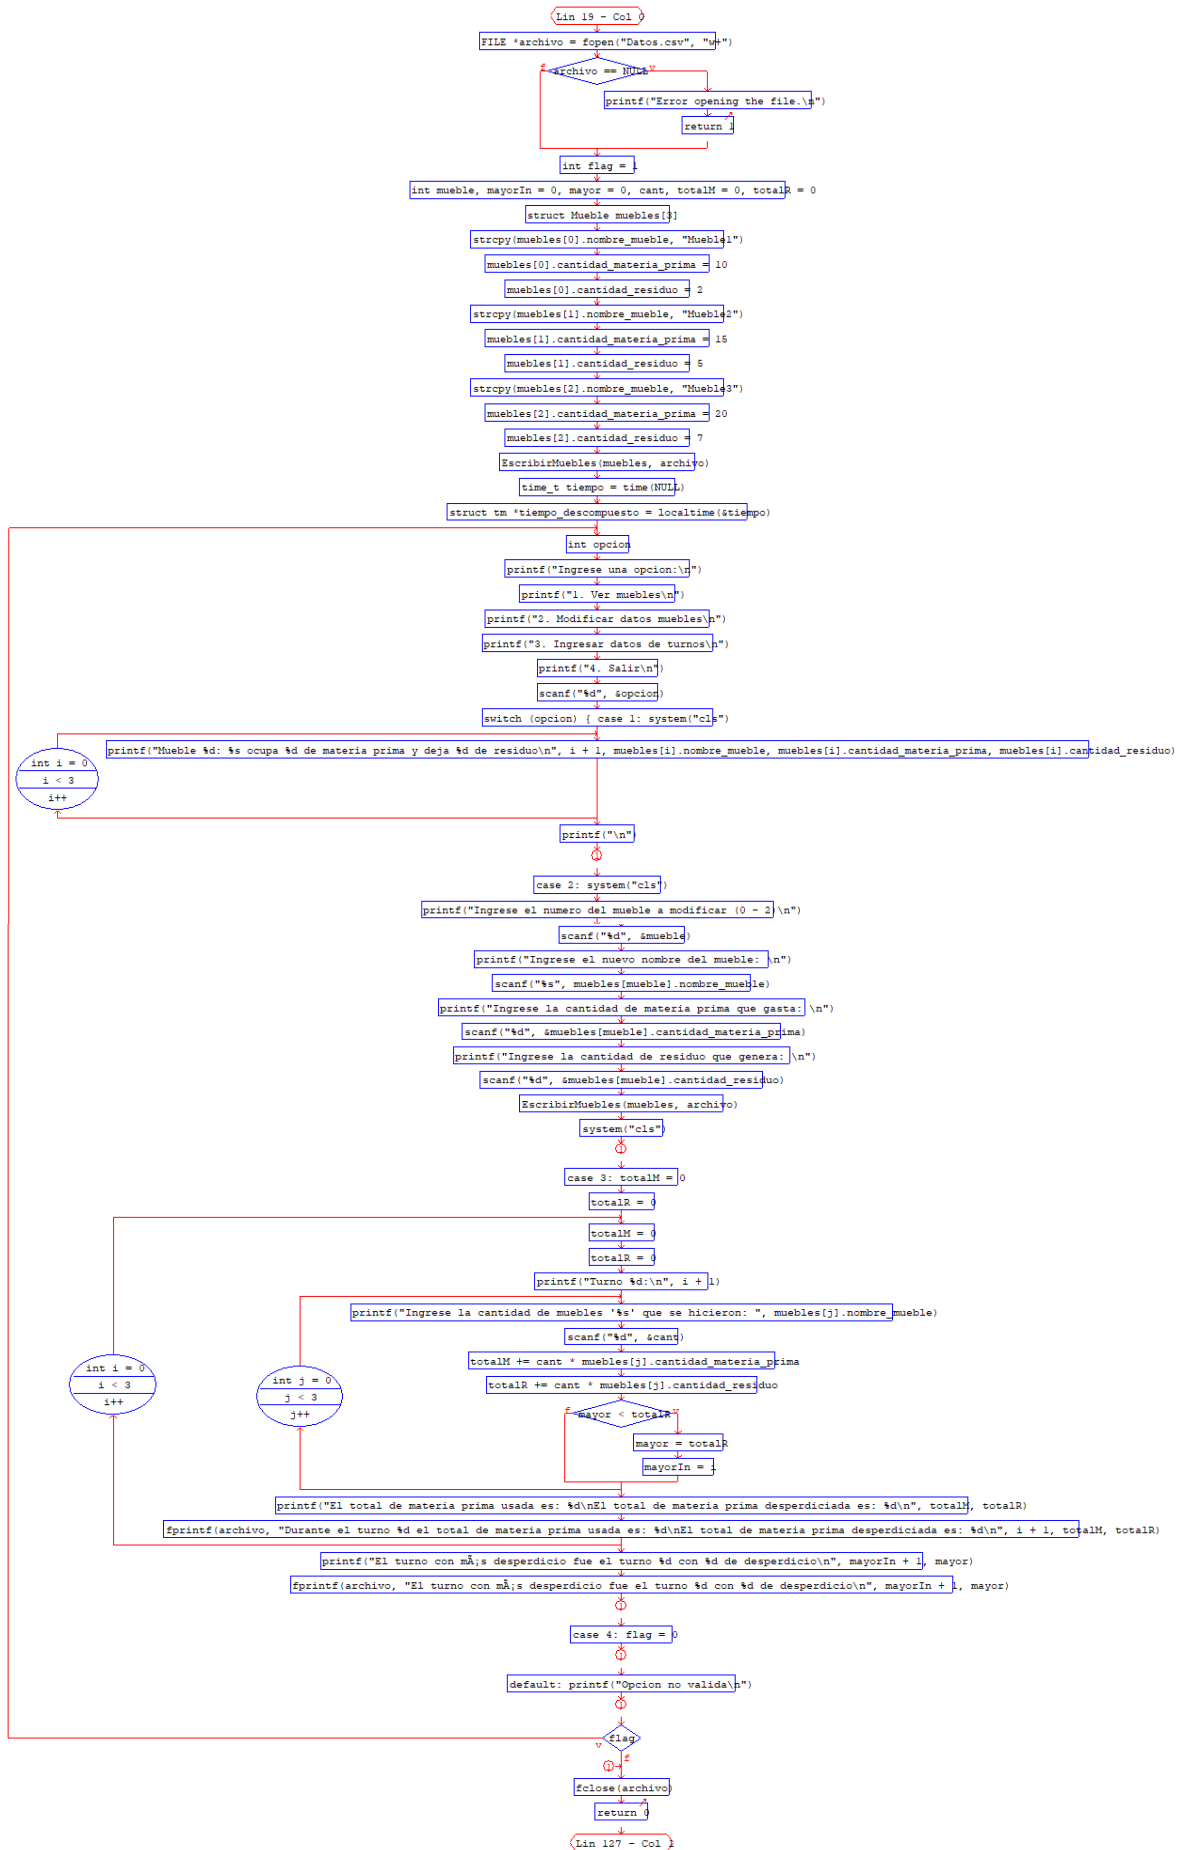 Lin 19 - Col 0
FILE *archivo = fopen("Datos.csv", "w+")
f archivo == NULL v
printf("Error opening the file.\n")
return 1
int flag = 1
int mueble, mayorIn = 0, mayor = 0, cant, totalM = 0, totalR = 0
struct Mueble muebles[3]
strcpy(muebles[0].nombre_mueble, "Mueble1")
muebles[0].cantidad_materia_prima = 10
muebles[0].cantidad_residuo = 2
strcpy(muebles[1].nombre_mueble, "Mueble2")
muebles[1].cantidad_materia_prima = 15
muebles[1].cantidad_residuo = 5
strcpy(muebles[2].nombre_mueble, "Mueble3")
muebles[2].cantidad_materia_prima = 20
muebles[2].cantidad_residuo = 7
EscribirMuebles(muebles, archivo)
time_t tiempo = time(NULL)
struct tm *tiempo_descompuesto = localtime(&tiempo)
int opcion
printf("Ingrese una opcion:\n")
printf("1. Ver muebles\n")
printf("2. Modificar datos muebles\n")
printf("3. Ingresar datos de turnos\n")
printf("4. Salir\n")
scanf("%d", &opcion)
switch (opcion) { case 1: system("cls")
printf("Mueble %d: %s ocupa %d de materia prima y deja %d de residuo\n", i + 1, muebles[i].nombre_mueble, muebles[i].cantidad_materia_prima, muebles[i].cantidad_residuo)
int i = 0
i < 3
i++
printf("\n")
1
case 2: system("cls")
printf("Ingrese el numero del mueble a modificar (0 - 2)\n")
scanf("%d", &mueble)
printf("Ingrese el nuevo nombre del mueble: \n")
scanf("%s", muebles[mueble].nombre_mueble)
printf("Ingrese la cantidad de materia prima que gasta: \n")
scanf("%d", &muebles[mueble].cantidad_materia_prima)
printf("Ingrese la cantidad de residuo que genera: \n")
scanf("%d", &muebles[mueble].cantidad_residuo)
EscribirMuebles(muebles, archivo)
system("cls")
1
case 3: totalM = 0
totalR = 0
totalM = 0
totalR = 0
printf("Turno %d:\n", i + 1)
printf("Ingrese la cantidad de muebles '%s' que se hicieron: ", muebles[j].nombre_mueble)
scanf("%d", &cant)
totalM += cant * muebles[j].cantidad_materia_prima
totalR += cant * muebles[j].cantidad_residuo
int i = 0
i < 3
i++
int j = 0
j < 3
j++
f mayor < totalR v
mayor = totalR
mayorIn = i
printf("El total de materia prima usada es: %d\nEl total de materia prima desperdiciada es: %d\n", totalM, totalR)
fprintf(archivo, "Durante el turno %d el total de materia prima usada es: %d\nEl total de materia prima desperdiciada es: %d\n", i + 1, totalM, totalR)
printf("El turno con mÃ¡s desperdicio fue el turno %d con %d de desperdicio\n", mayorIn + 1, mayor)
fprintf(archivo, "El turno con mÃ¡s desperdicio fue el turno %d con %d de desperdicio\n", mayorIn + 1, mayor)
1
case 4: flag = 0
1
default: printf("Opcion no valida\n")
1
flag
v
f
1
fclose(archivo)
return 0
Lin 127 - Col 2